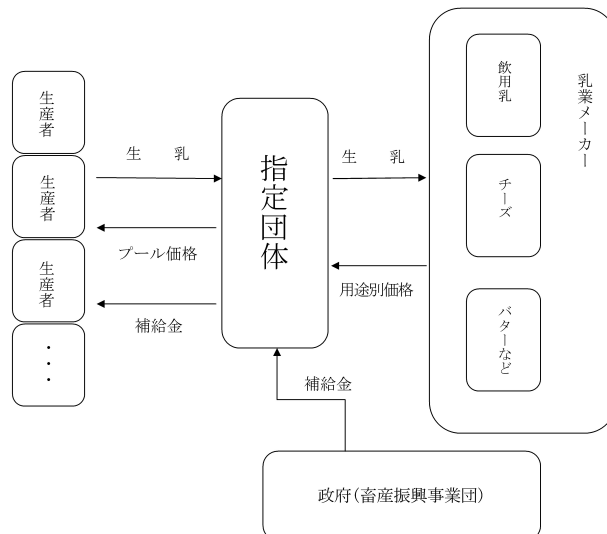 生産者
生産者
生産者
・・・
生　乳
プール価格
補給金
指定団体
生　乳
用途別価格
補給金
乳業メーカー
飲用乳
チーズ
バターなど
政府(畜産振興事業団)